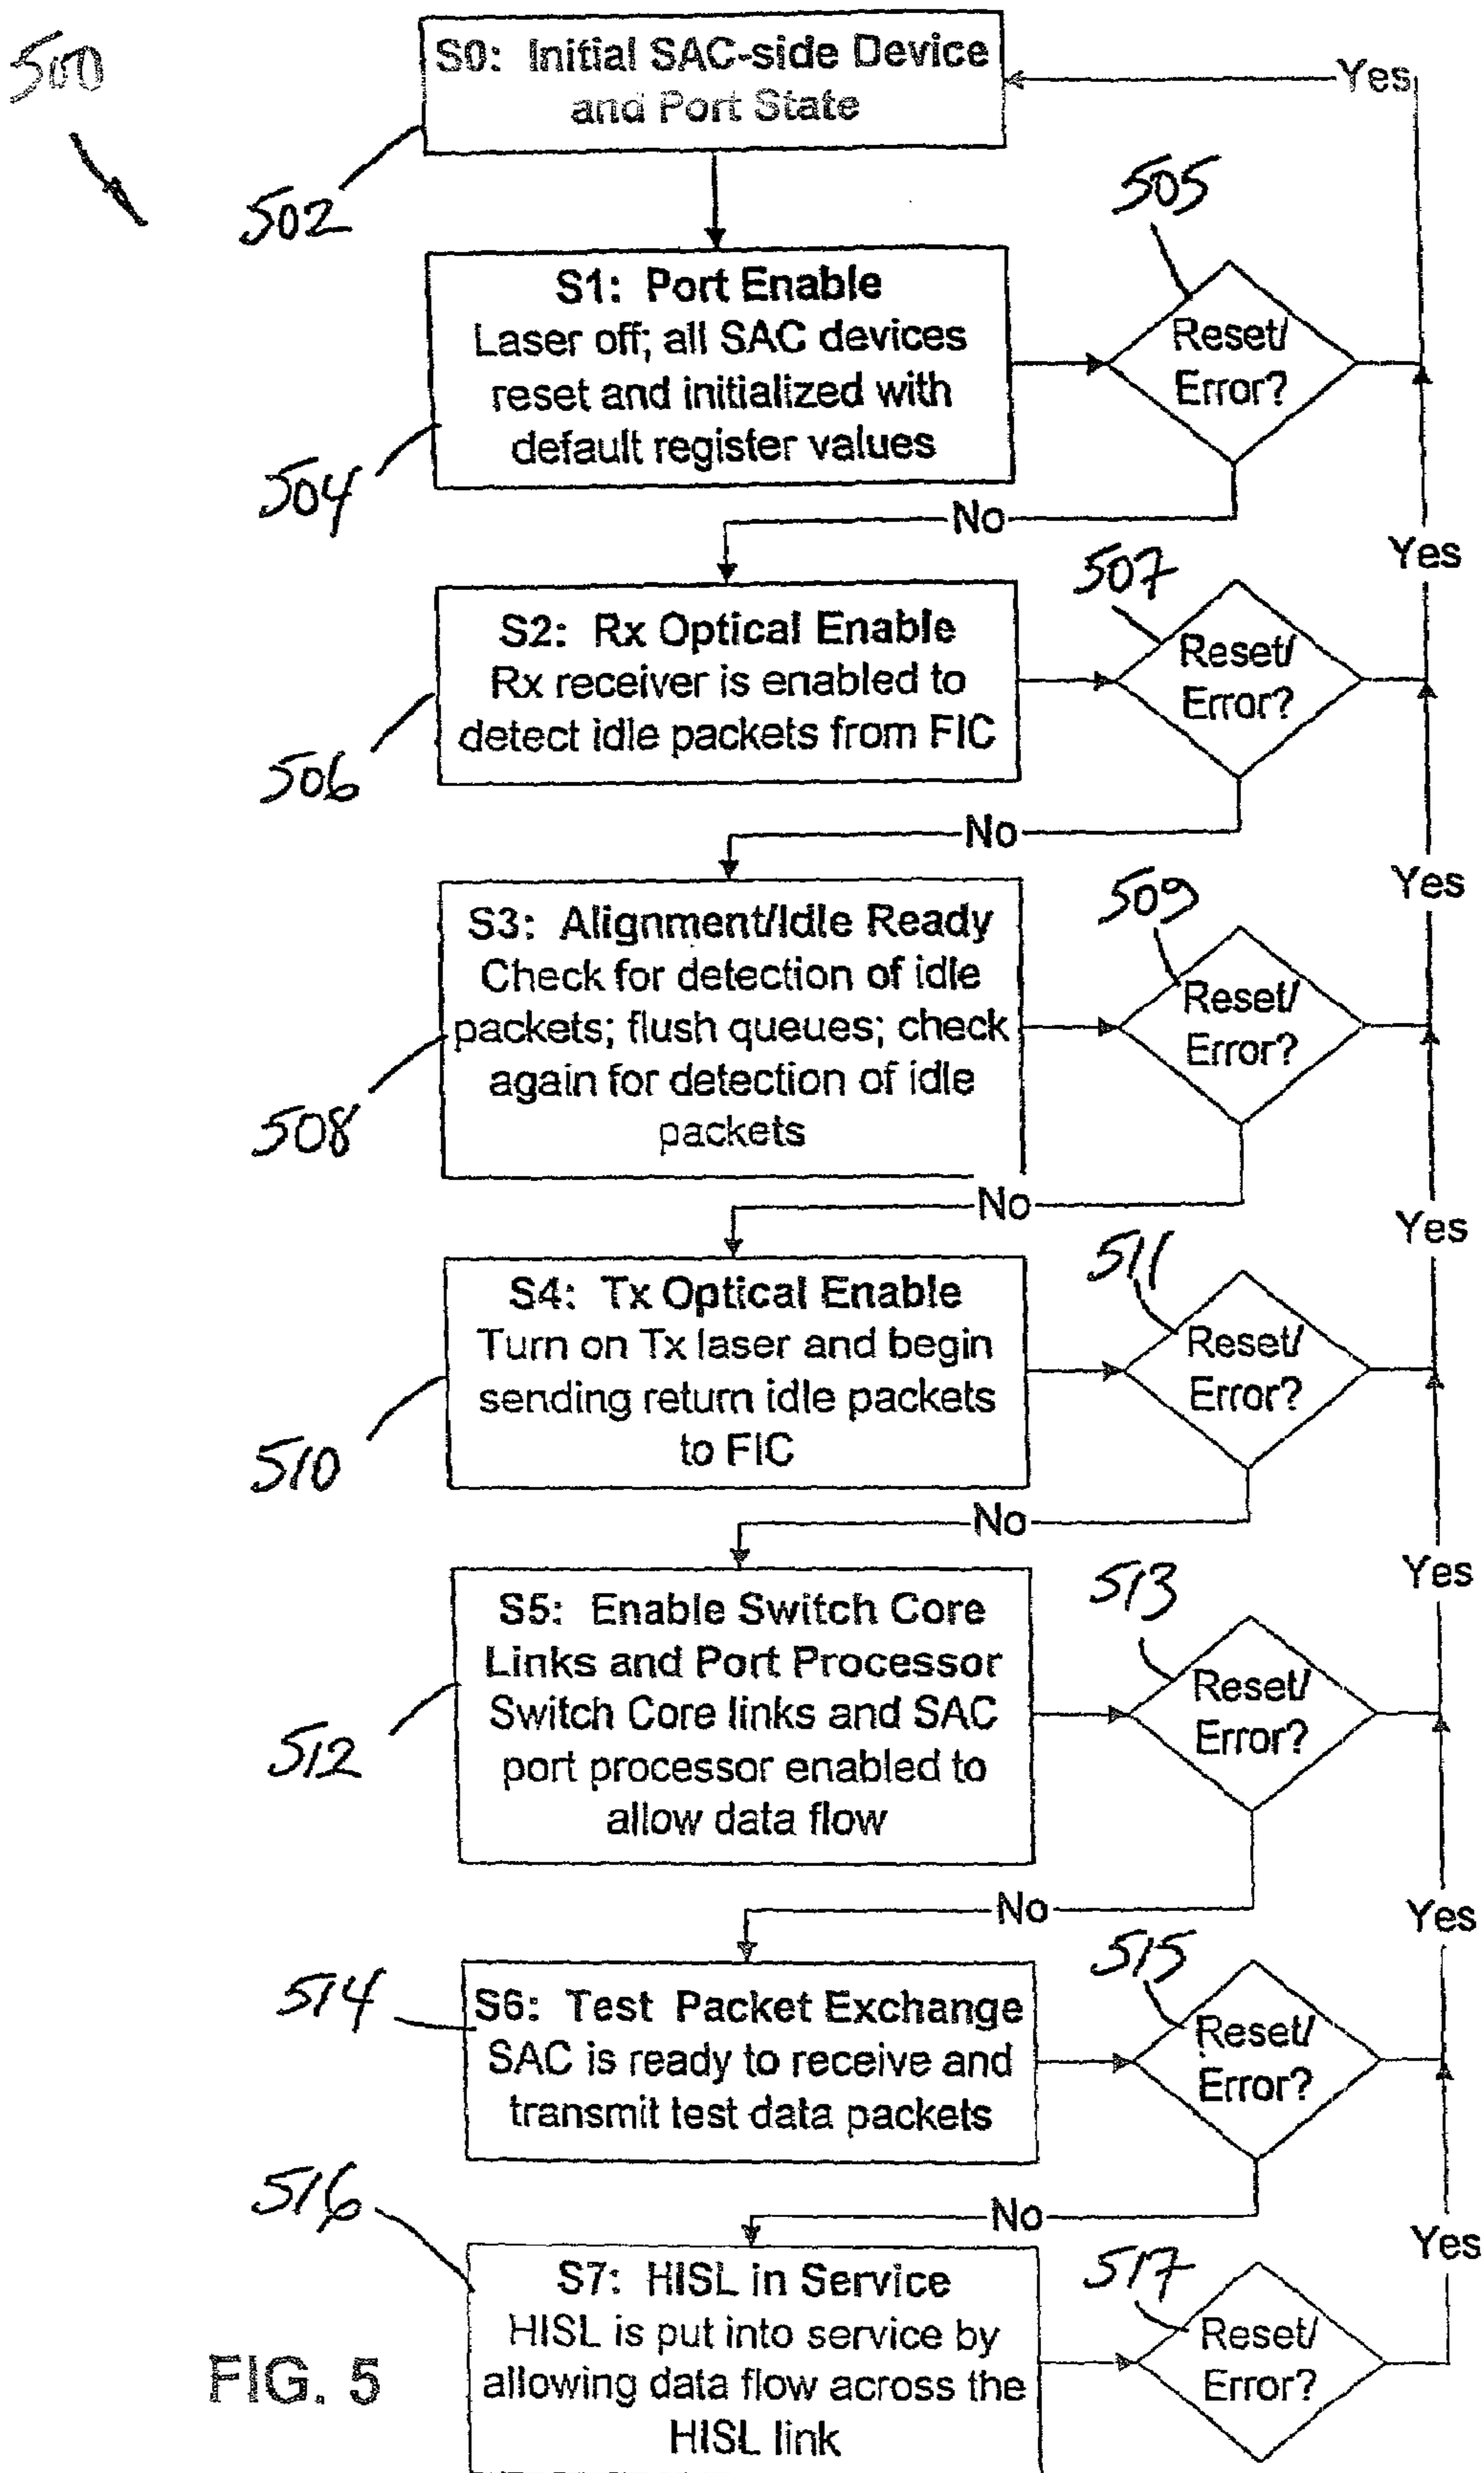 500
S0: Initial SAC-side Device
and Port State
Yes
502
505
S1: Port Enable
Laser off; all SAC devices
reset and initialized with
default register values
Reset/
Error?
504
No
Yes
507
S2: Rx Optical Enable
Rx receiver is enabled to
detect idle packets from FIC
Reset/
Error?
506
No
Yes
509
S3: Alignment/Idle Ready
Check for detection of idle
packets; flush queues; check
again for detection of idle
packets
Reset/
Error?
508
No
Yes
511
S4: Tx Optical Enable
Turn on Tx laser and begin
sending return idle packets
to FIC
Reset/
Error?
510
No
Yes
513
S5: Enable Switch Core
Links and Port Processor
Switch Core links and SAC
port processor enabled to
allow data flow
Reset/
Error?
512
No
Yes
515
514
S6: Test Packet Exchange
SAC is ready to receive and
transmit test data packets
Reset/
Error?
516
No
Yes
517
S7: HISL in Service
HISL is put into service by
allowing data flow across the
HISL link
Reset/
Error?
FIG. 5